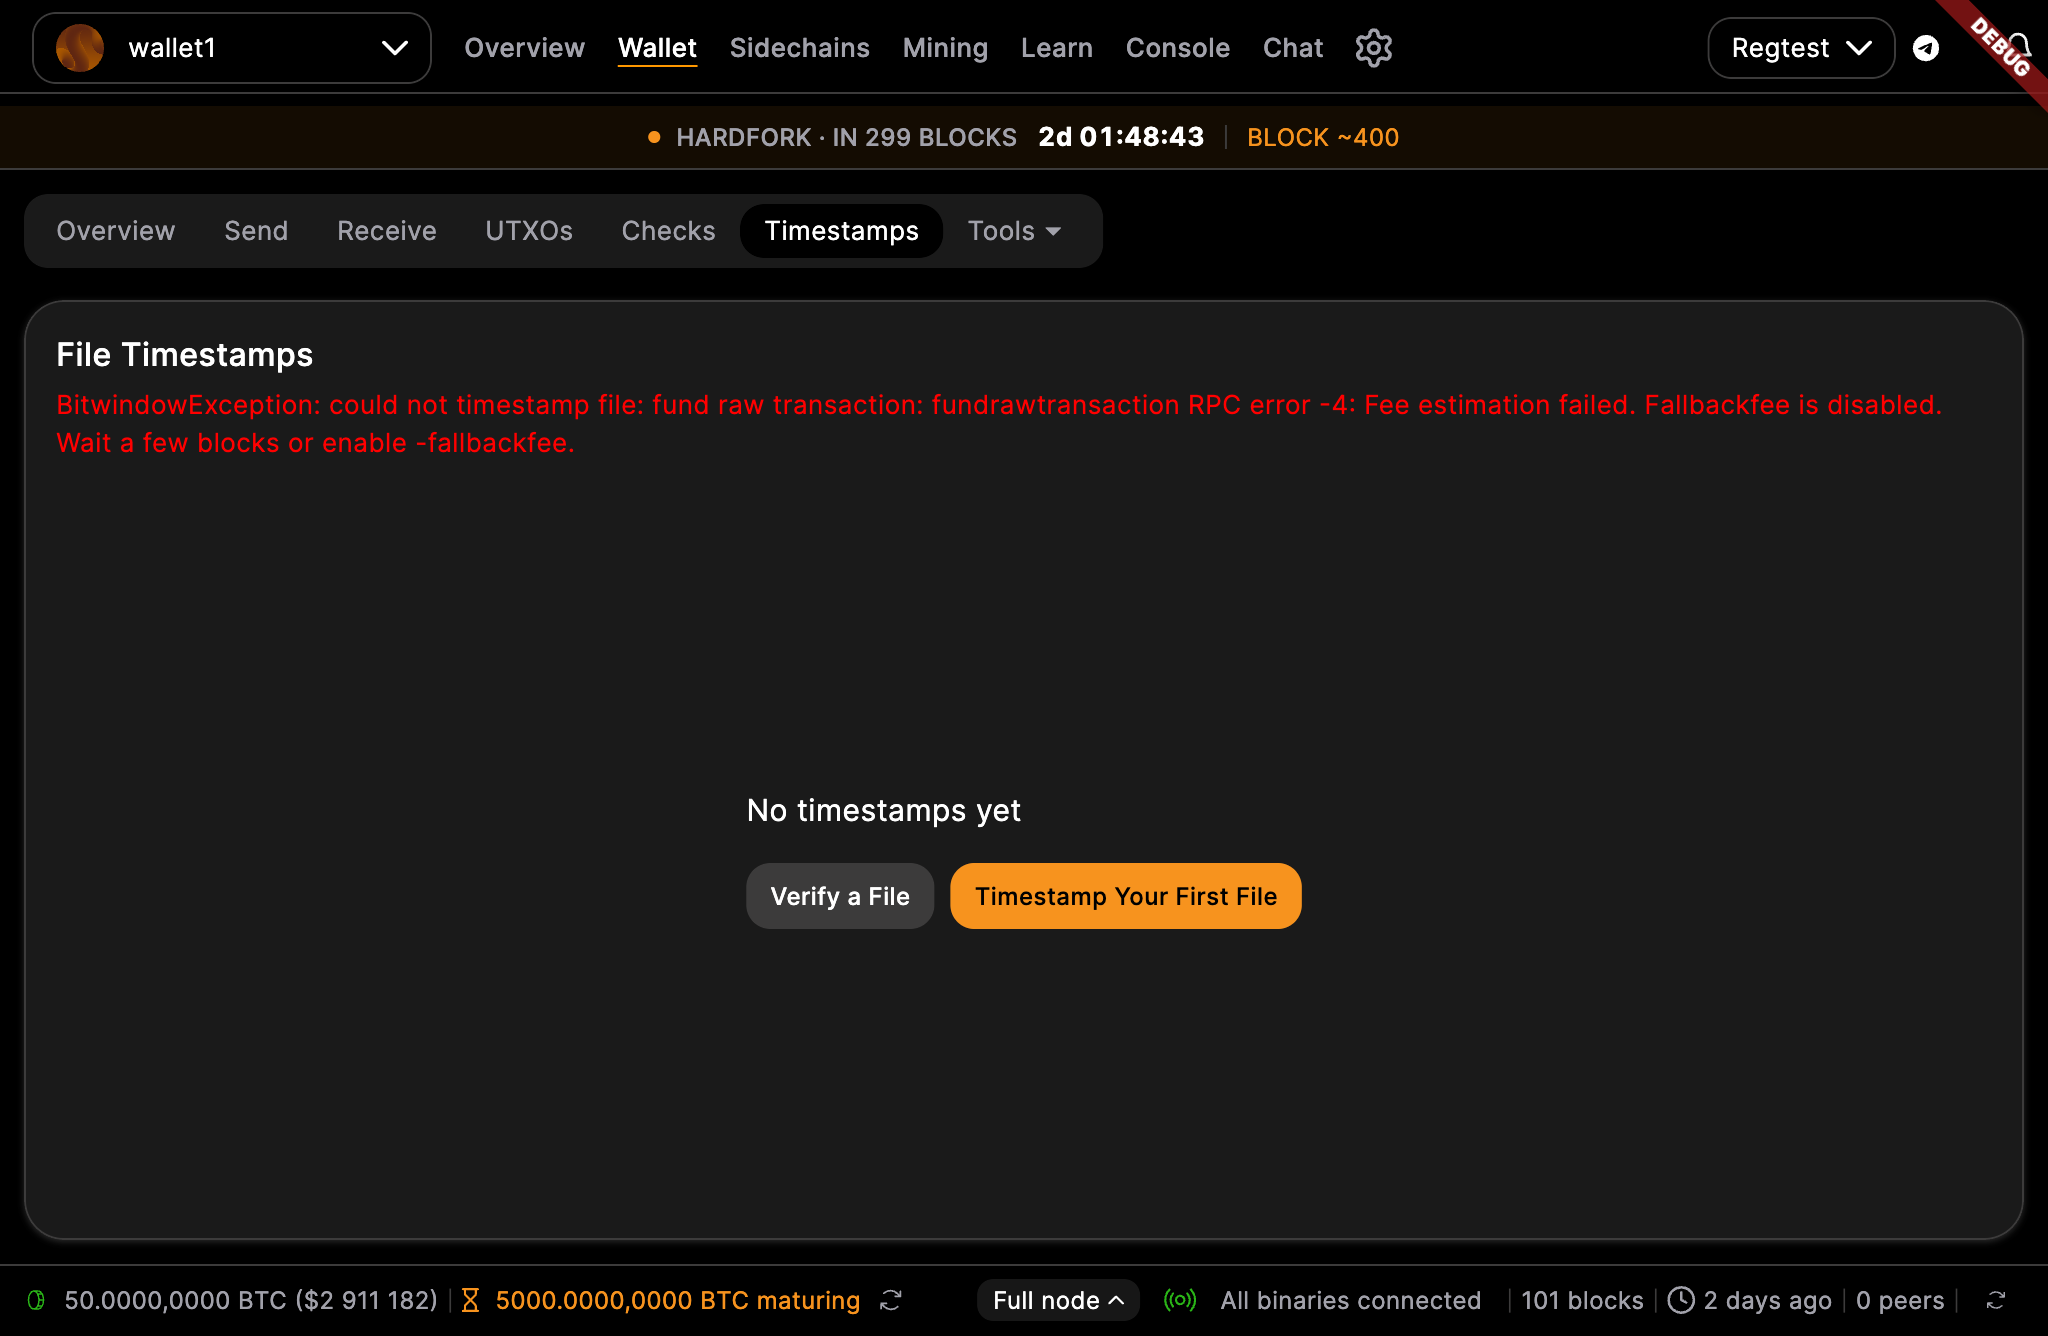 wallet1
Overview
Wallet
Sidechains
Mining
Learn
Console
Chat
Regtest
DEBUG
HARDFORK · IN 299 BLOCKS 2d 01:48:43 BLOCK ~400
Overview
Send
Receive
UTXOs
Checks
Timestamps
Tools
File Timestamps
BitwindowException: could not timestamp file: fund raw transaction: fundrawtransaction RPC error -4: Fee estimation failed. Fallbackfee is disabled.
Wait a few blocks or enable -fallbackfee.
No timestamps yet
Verify a File
Timestamp Your First File
50.0000,0000 BTC ($2 911 182)
5000.0000,0000 BTC maturing
Full node
All binaries connected
101 blocks
2 days ago
0 peers